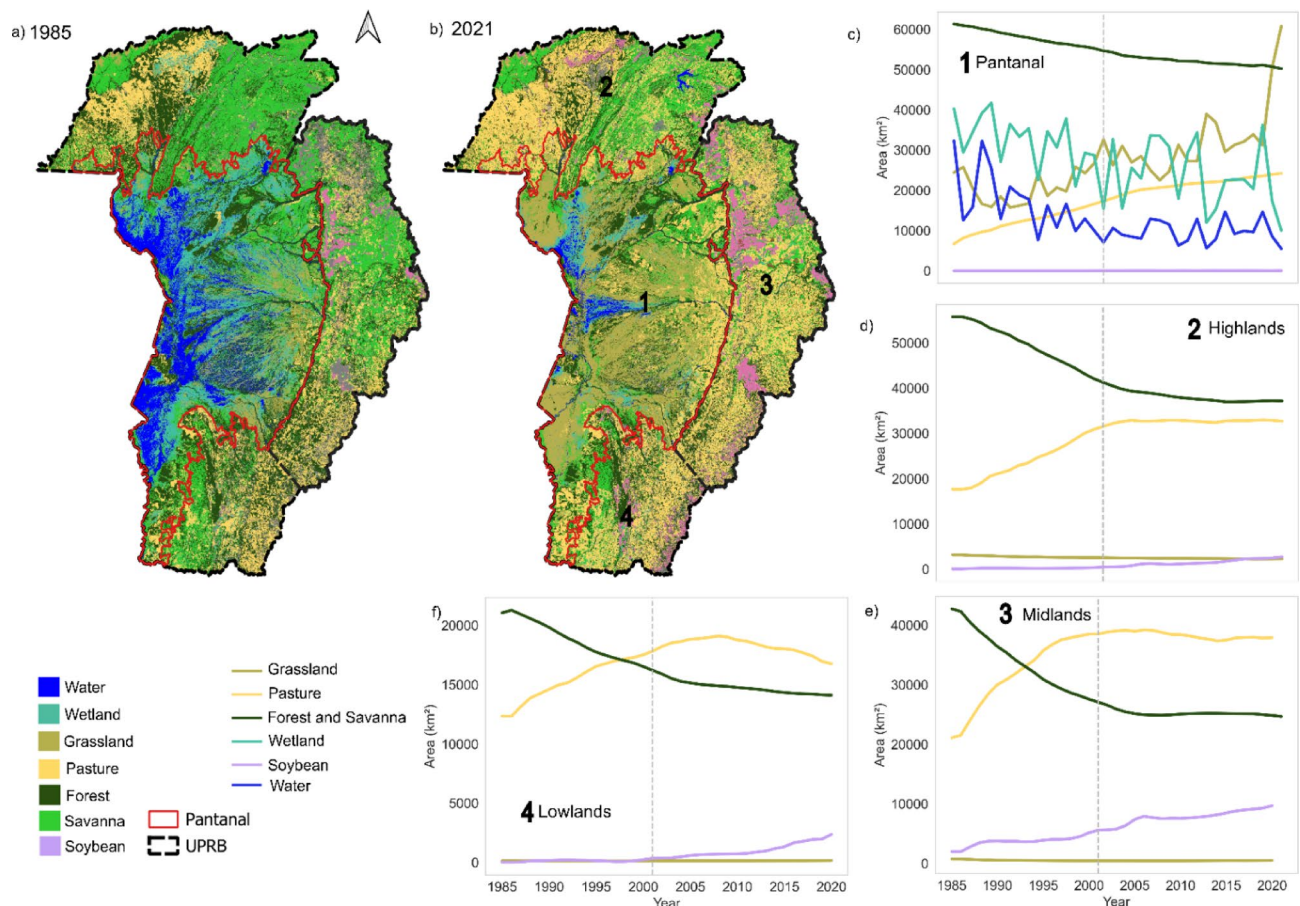 a) 1985
b) 2021
1
2
3
4
c)
1 Pantanal
Area (km²)
60000
50000
40000
30000
20000
10000
0
d)
2 Highlands
Area (km²)
50000
40000
30000
20000
10000
0
e)
3 Midlands
Area (km²)
40000
30000
20000
10000
0
1985 1990 1995 2000 2005 2010 2015 2020
Year
f)
4 Lowlands
Area (km²)
20000
15000
10000
5000
0
1985 1990 1995 2000 2005 2010 2015 2020
Year
Water
Wetland
Grassland
Pasture
Forest
Savanna
Soybean
Pantanal
UPRB
Grassland
Pasture
Forest and Savanna
Wetland
Soybean
Water